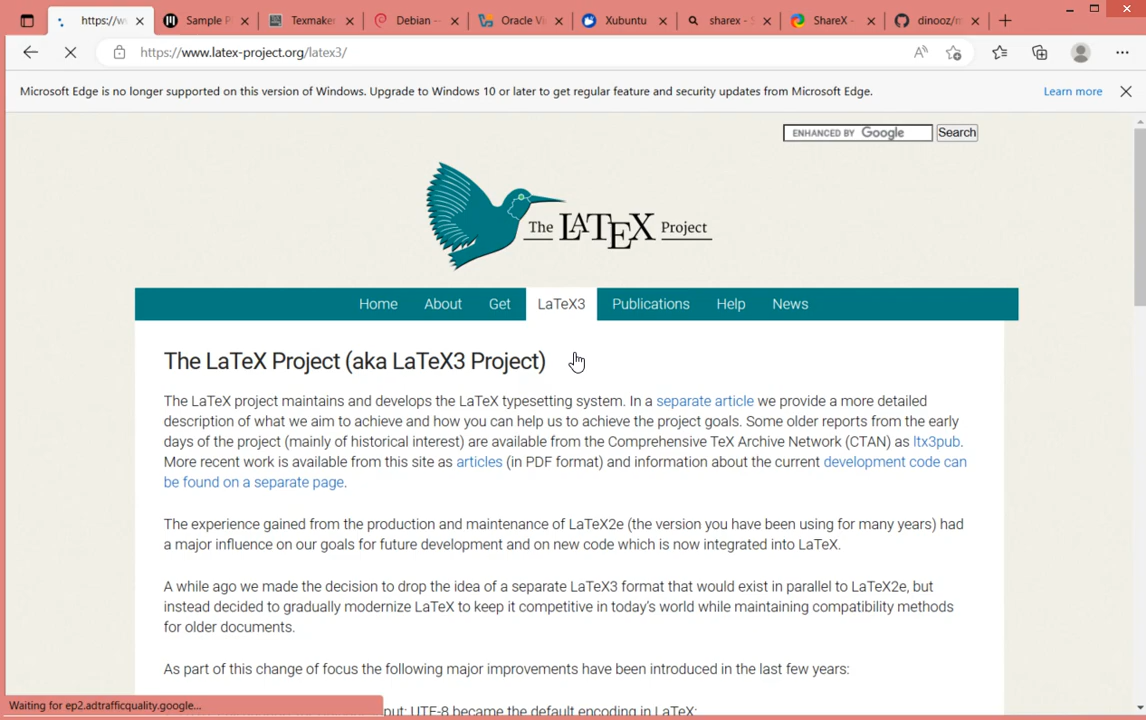 https://w
Sample P
Texmaker
Debian —
Oracle Vi
Xubuntu
sharex - S
ShareX -
dinooz/m
https://www.latex-project.org/latex3/
Microsoft Edge is no longer supported on this version of Windows. Upgrade to Windows 10 or later to get regular feature and security updates from Microsoft Edge. Learn more
ENHANCED BY Google Search
The LATEX Project
Home About Get LaTeX3 Publications Help News
The LaTeX Project (aka LaTeX3 Project)
The LaTeX project maintains and develops the LaTeX typesetting system. In a separate article we provide a more detailed
description of what we aim to achieve and how you can help us to achieve the project goals. Some older reports from the early
days of the project (mainly of historical interest) are available from the Comprehensive TeX Archive Network (CTAN) as ltx3pub.
More recent work is available from this site as articles (in PDF format) and information about the current development code can
be found on a separate page.
The experience gained from the production and maintenance of LaTeX2e (the version you have been using for many years) had
a major influence on our goals for future development and on new code which is now integrated into LaTeX.
A while ago we made the decision to drop the idea of a separate LaTeX3 format that would exist in parallel to LaTeX2e, but
instead decided to gradually modernize LaTeX to keep it competitive in today's world while maintaining compatibility methods
for older documents.
As part of this change of focus the following major improvements have been introduced in the last few years:
put: UTF-8 became the default encoding in LaTeX;
Waiting for ep2.adtrafficquality.google...